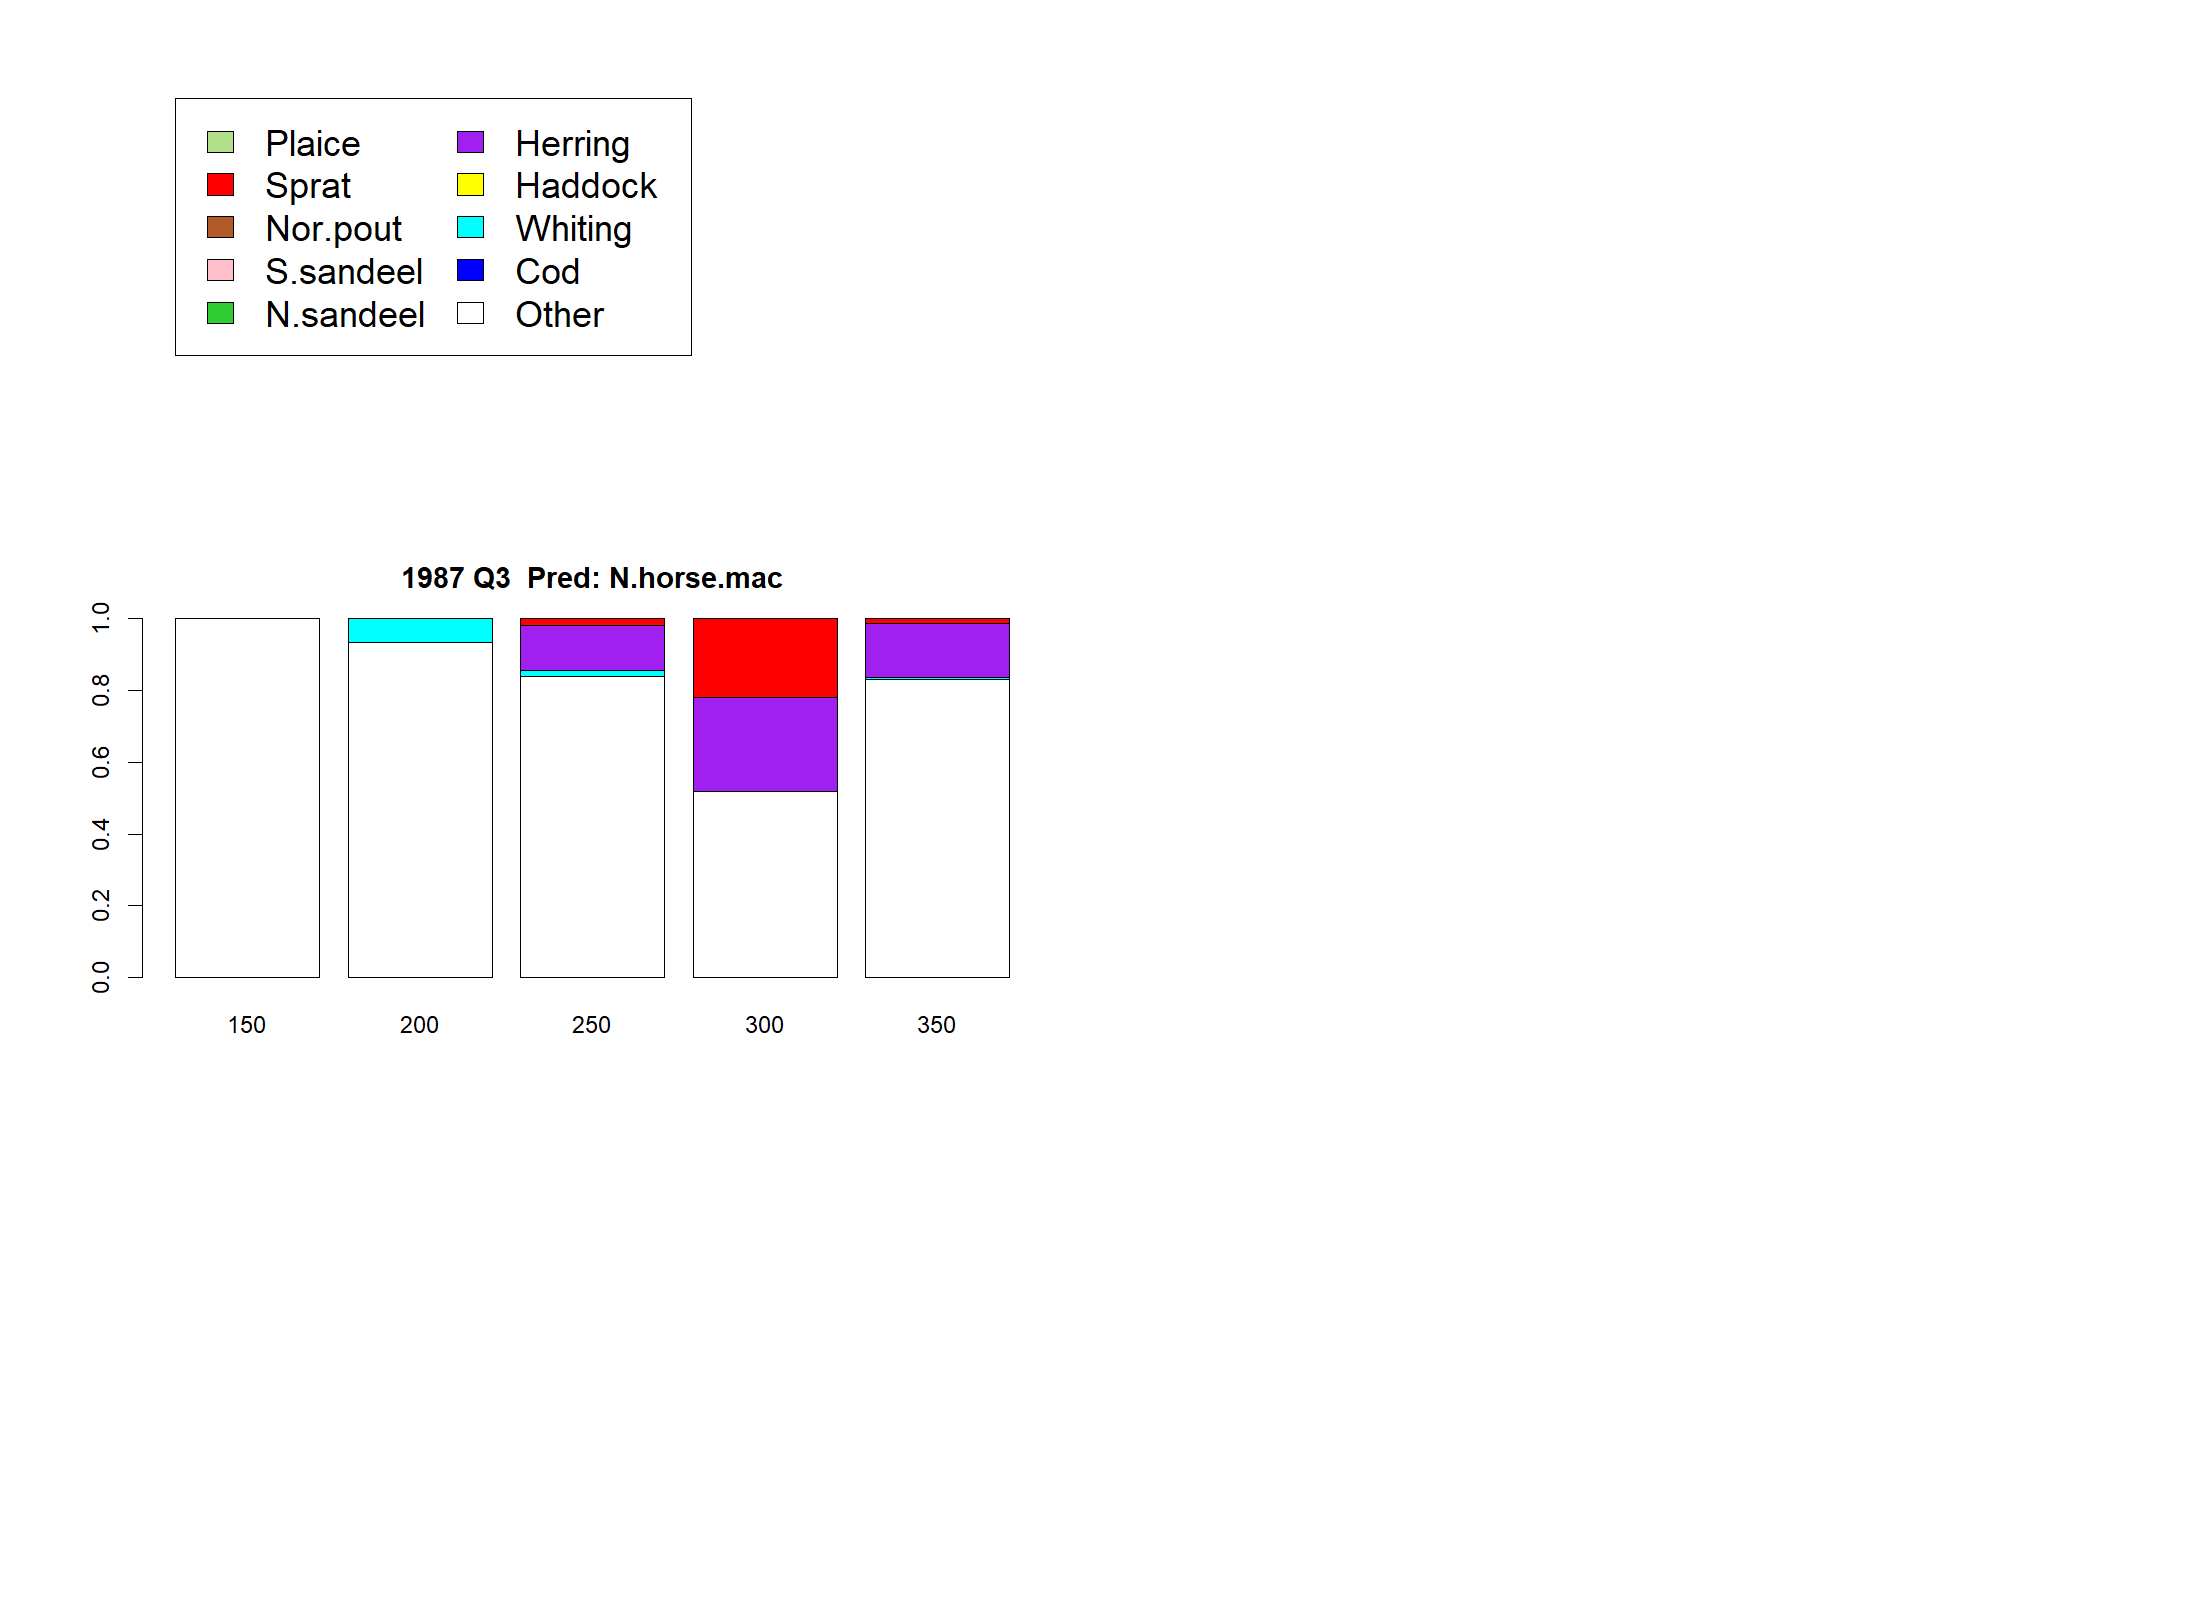 Plaice Herring
Sprat Haddock
Nor.pout Whiting
S.sandeel Cod
N.sandeel Other
1987 Q3  Pred: N.horse.mac
1.0
0.8
0.6
0.4
0.2
0.0
150 200 250 300 350